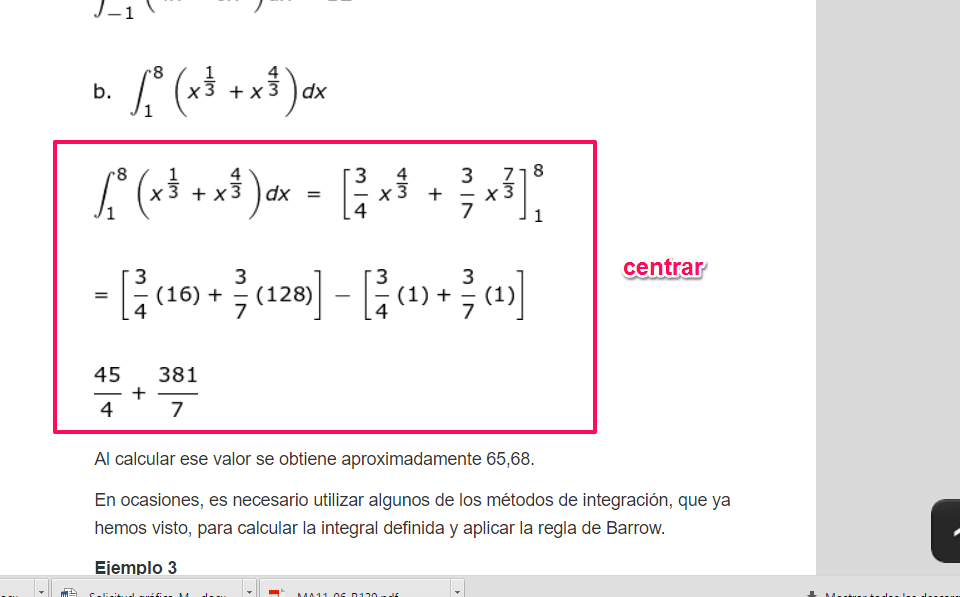 b. ∫₁⁸ (x^(1/3) + x^(4/3)) dx
∫₁⁸ (x^(1/3) + x^(4/3)) dx = [3/4 x^(4/3) + 3/7 x^(7/3)]₁⁸
centrar
= [3/4 (16) + 3/7 (128)] − [3/4 (1) + 3/7 (1)]
45/4 + 381/7
Al calcular ese valor se obtiene aproximadamente 65,68.
En ocasiones, es necesario utilizar algunos de los métodos de integración, que ya
hemos visto, para calcular la integral definida y aplicar la regla de Barrow.
Ejemplo 3